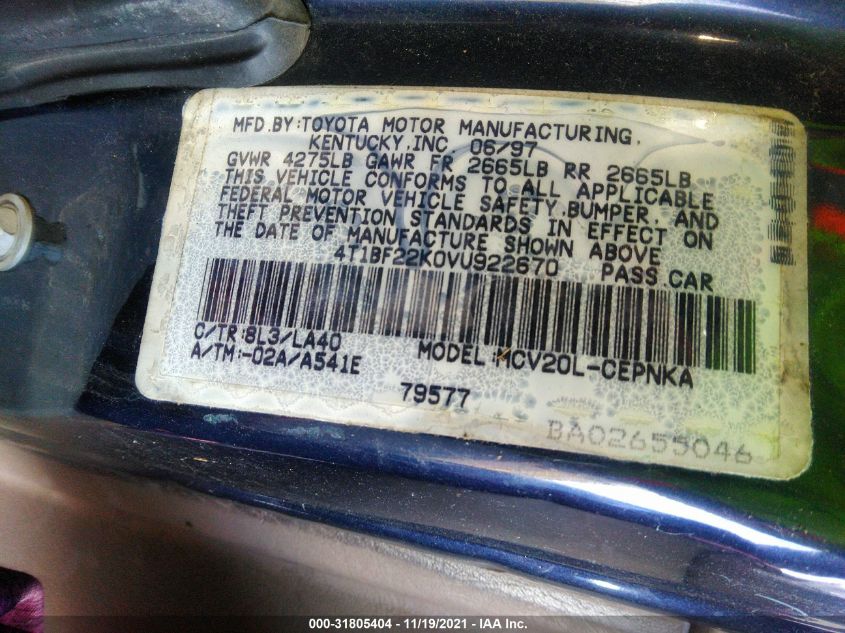 MFD.BY:TOYOTA MOTOR MANUFACTURING,
KENTUCKY,INC 06/97
GVWR 4275LB GAWR FR 2665LB RR 2665LB
THIS VEHICLE CONFORMS TO ALL APPLICABLE
FEDERAL MOTOR VEHICLE SAFETY,BUMPER, AND
THEFT PREVENTION STANDARDS IN EFFECT ON
THE DATE OF MANUFACTURE SHOWN ABOVE
4T1BF22K0VU922670 PASS.CAR
C/TR:8L3/LA40
A/TM:-02A/A541E
MODEL:MCV20L-CEPNKA
79577
BA02655046
000-31805404 - 11/19/2021 - IAA Inc.